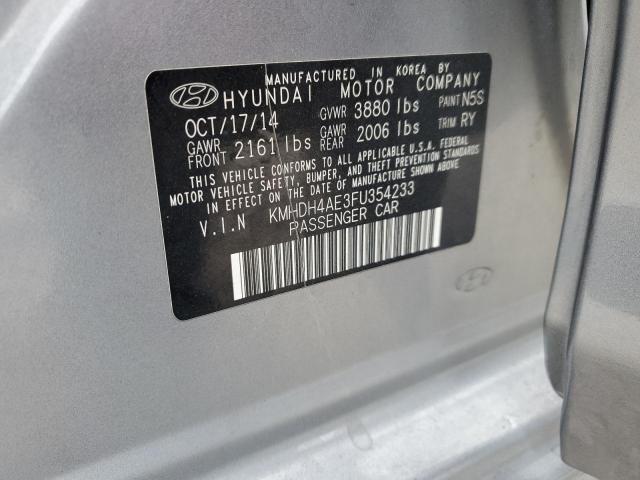 MANUFACTURED IN KOREA BY
HYUNDAI MOTOR COMPANY
OCT/17/14 GVWR 3880 lbs PAINT N5S
GAWR FRONT 2161 lbs GAWR REAR 2006 lbs TRIM RY
THIS VEHICLE CONFORMS TO ALL APPLICABLE U.S.A. FEDERAL
MOTOR VEHICLE SAFETY, BUMPER, AND THEFT PREVENTION STANDARDS
IN EFFECT ON THE DATE OF MANUFACTURE SHOWN ABOVE.
V.I.N KMHDH4AE3FU354233
PASSENGER CAR